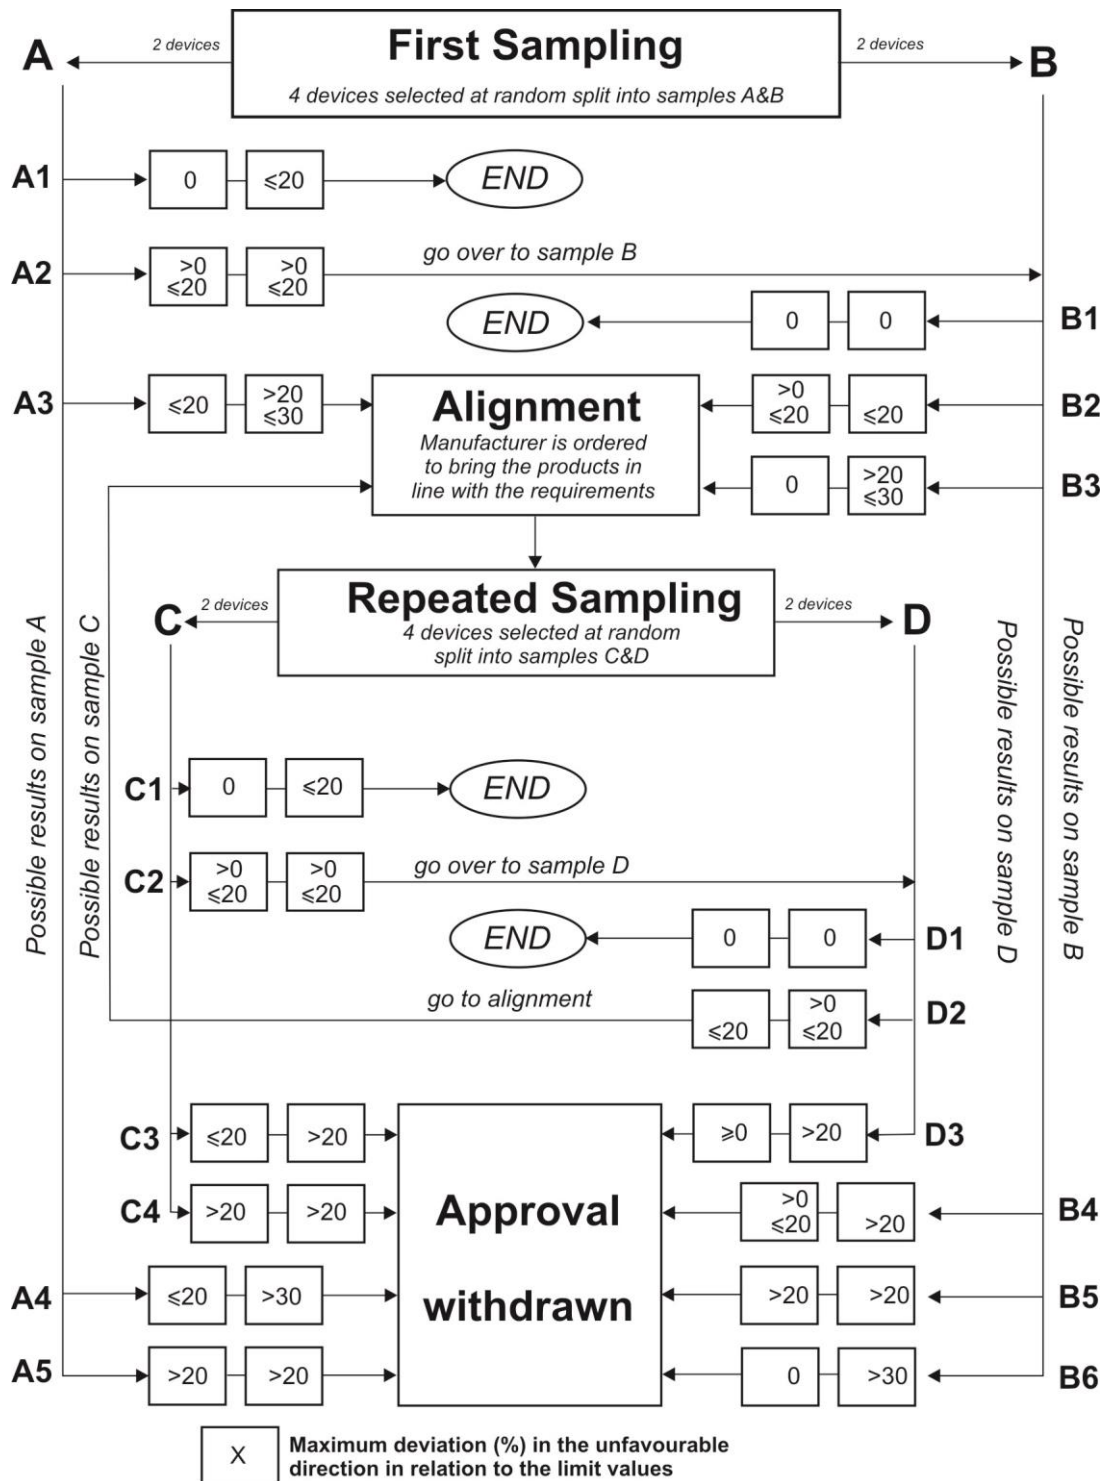 First Sampling
4 devices selected at random split into samples A&B
A
2 devices
2 devices
B
A1
0
⩽20
END
A2
>0
⩽20
>0
⩽20
go over to sample B
END
0
0
B1
A3
⩽20
>20
⩽30
Alignment
Manufacturer is ordered
to bring the products in
line with the requirements
>0
⩽20
⩽20
B2
0
>20
⩽30
B3
C
2 devices
Repeated Sampling
4 devices selected at random
split into samples C&D
2 devices
D
Possible results on sample A
Possible results on sample C
Possible results on sample D
Possible results on sample B
C1
0
⩽20
END
C2
>0
⩽20
>0
⩽20
go over to sample D
END
0
0
D1
go to alignment
⩽20
>0
⩽20
D2
C3
⩽20
>20
⩾0
>20
D3
C4
>20
>20
Approval
withdrawn
>0
⩽20
>20
B4
A4
⩽20
>30
>20
>20
B5
A5
>20
>20
0
>30
B6
X
Maximum deviation (%) in the unfavourable
direction in relation to the limit values